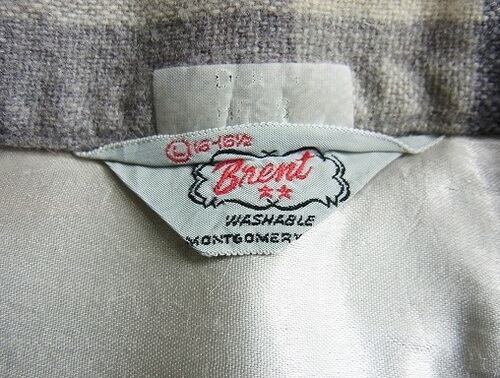 L 16-16½
Brent
WASHABLE
MONTGOMERY